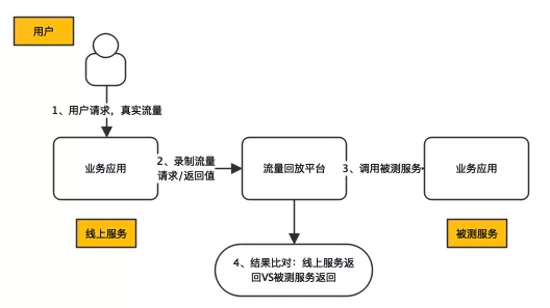 用户
1、用户请求，真实流量
业务应用
2、录制流量
请求/返回值
流量回放平台
3、调用被测服务
业务应用
线上服务
被测服务
4、结果比对：线上服务返
回VS被测服务返回